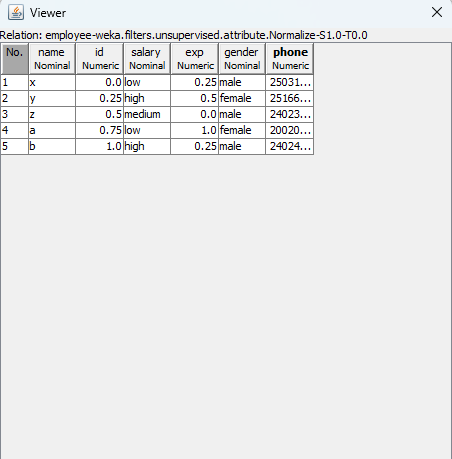 Viewer
Relation: employee-weka.filters.unsupervised.attribute.Normalize-S1.0-T0.0
No. name id salary exp gender phone
Nominal Numeric Nominal Numeric Nominal Numeric
1 x 0.0 low 0.25 male 25031...
2 y 0.25 high 0.5 female 25166...
3 z 0.5 medium 0.0 male 24023...
4 a 0.75 low 1.0 female 20020...
5 b 1.0 high 0.25 male 24024...